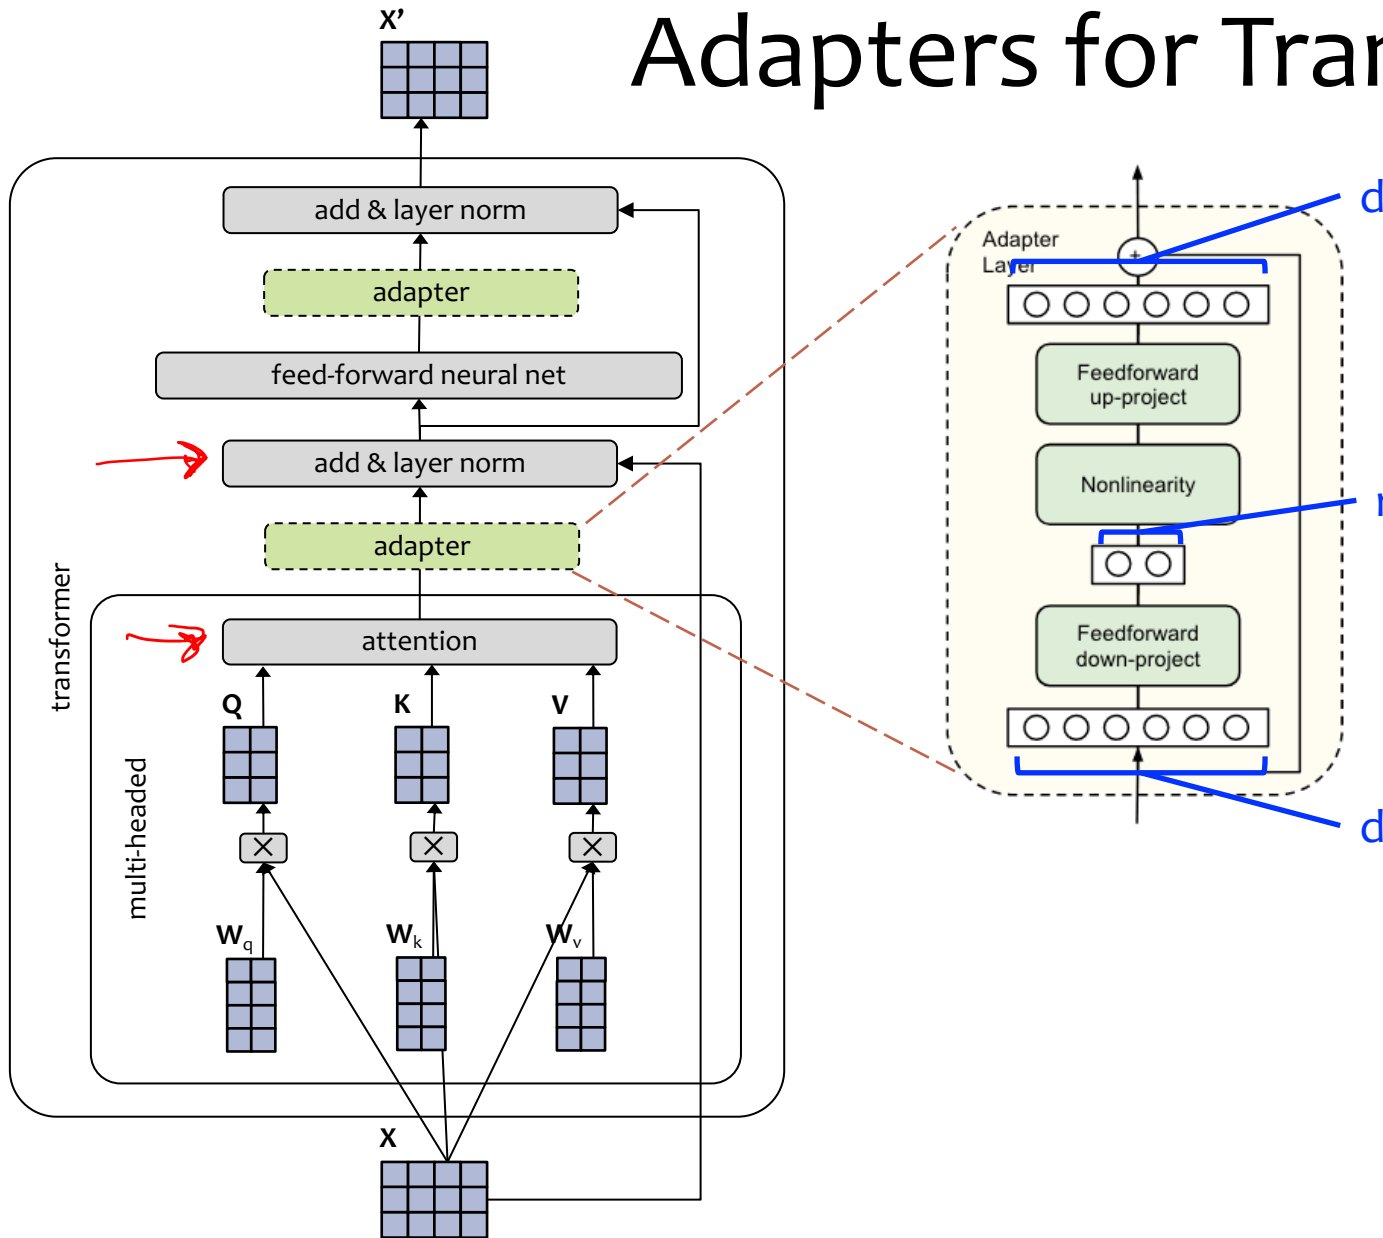 Adapters for Tran
X'
add & layer norm
adapter
feed-forward neural net
add & layer norm
adapter
attention
Q
K
V
×
×
×
Wq
Wk
Wv
X
transformer
multi-headed
Adapter
Layer
+
Feedforward
up-project
Nonlinearity
Feedforward
down-project
d
r
d